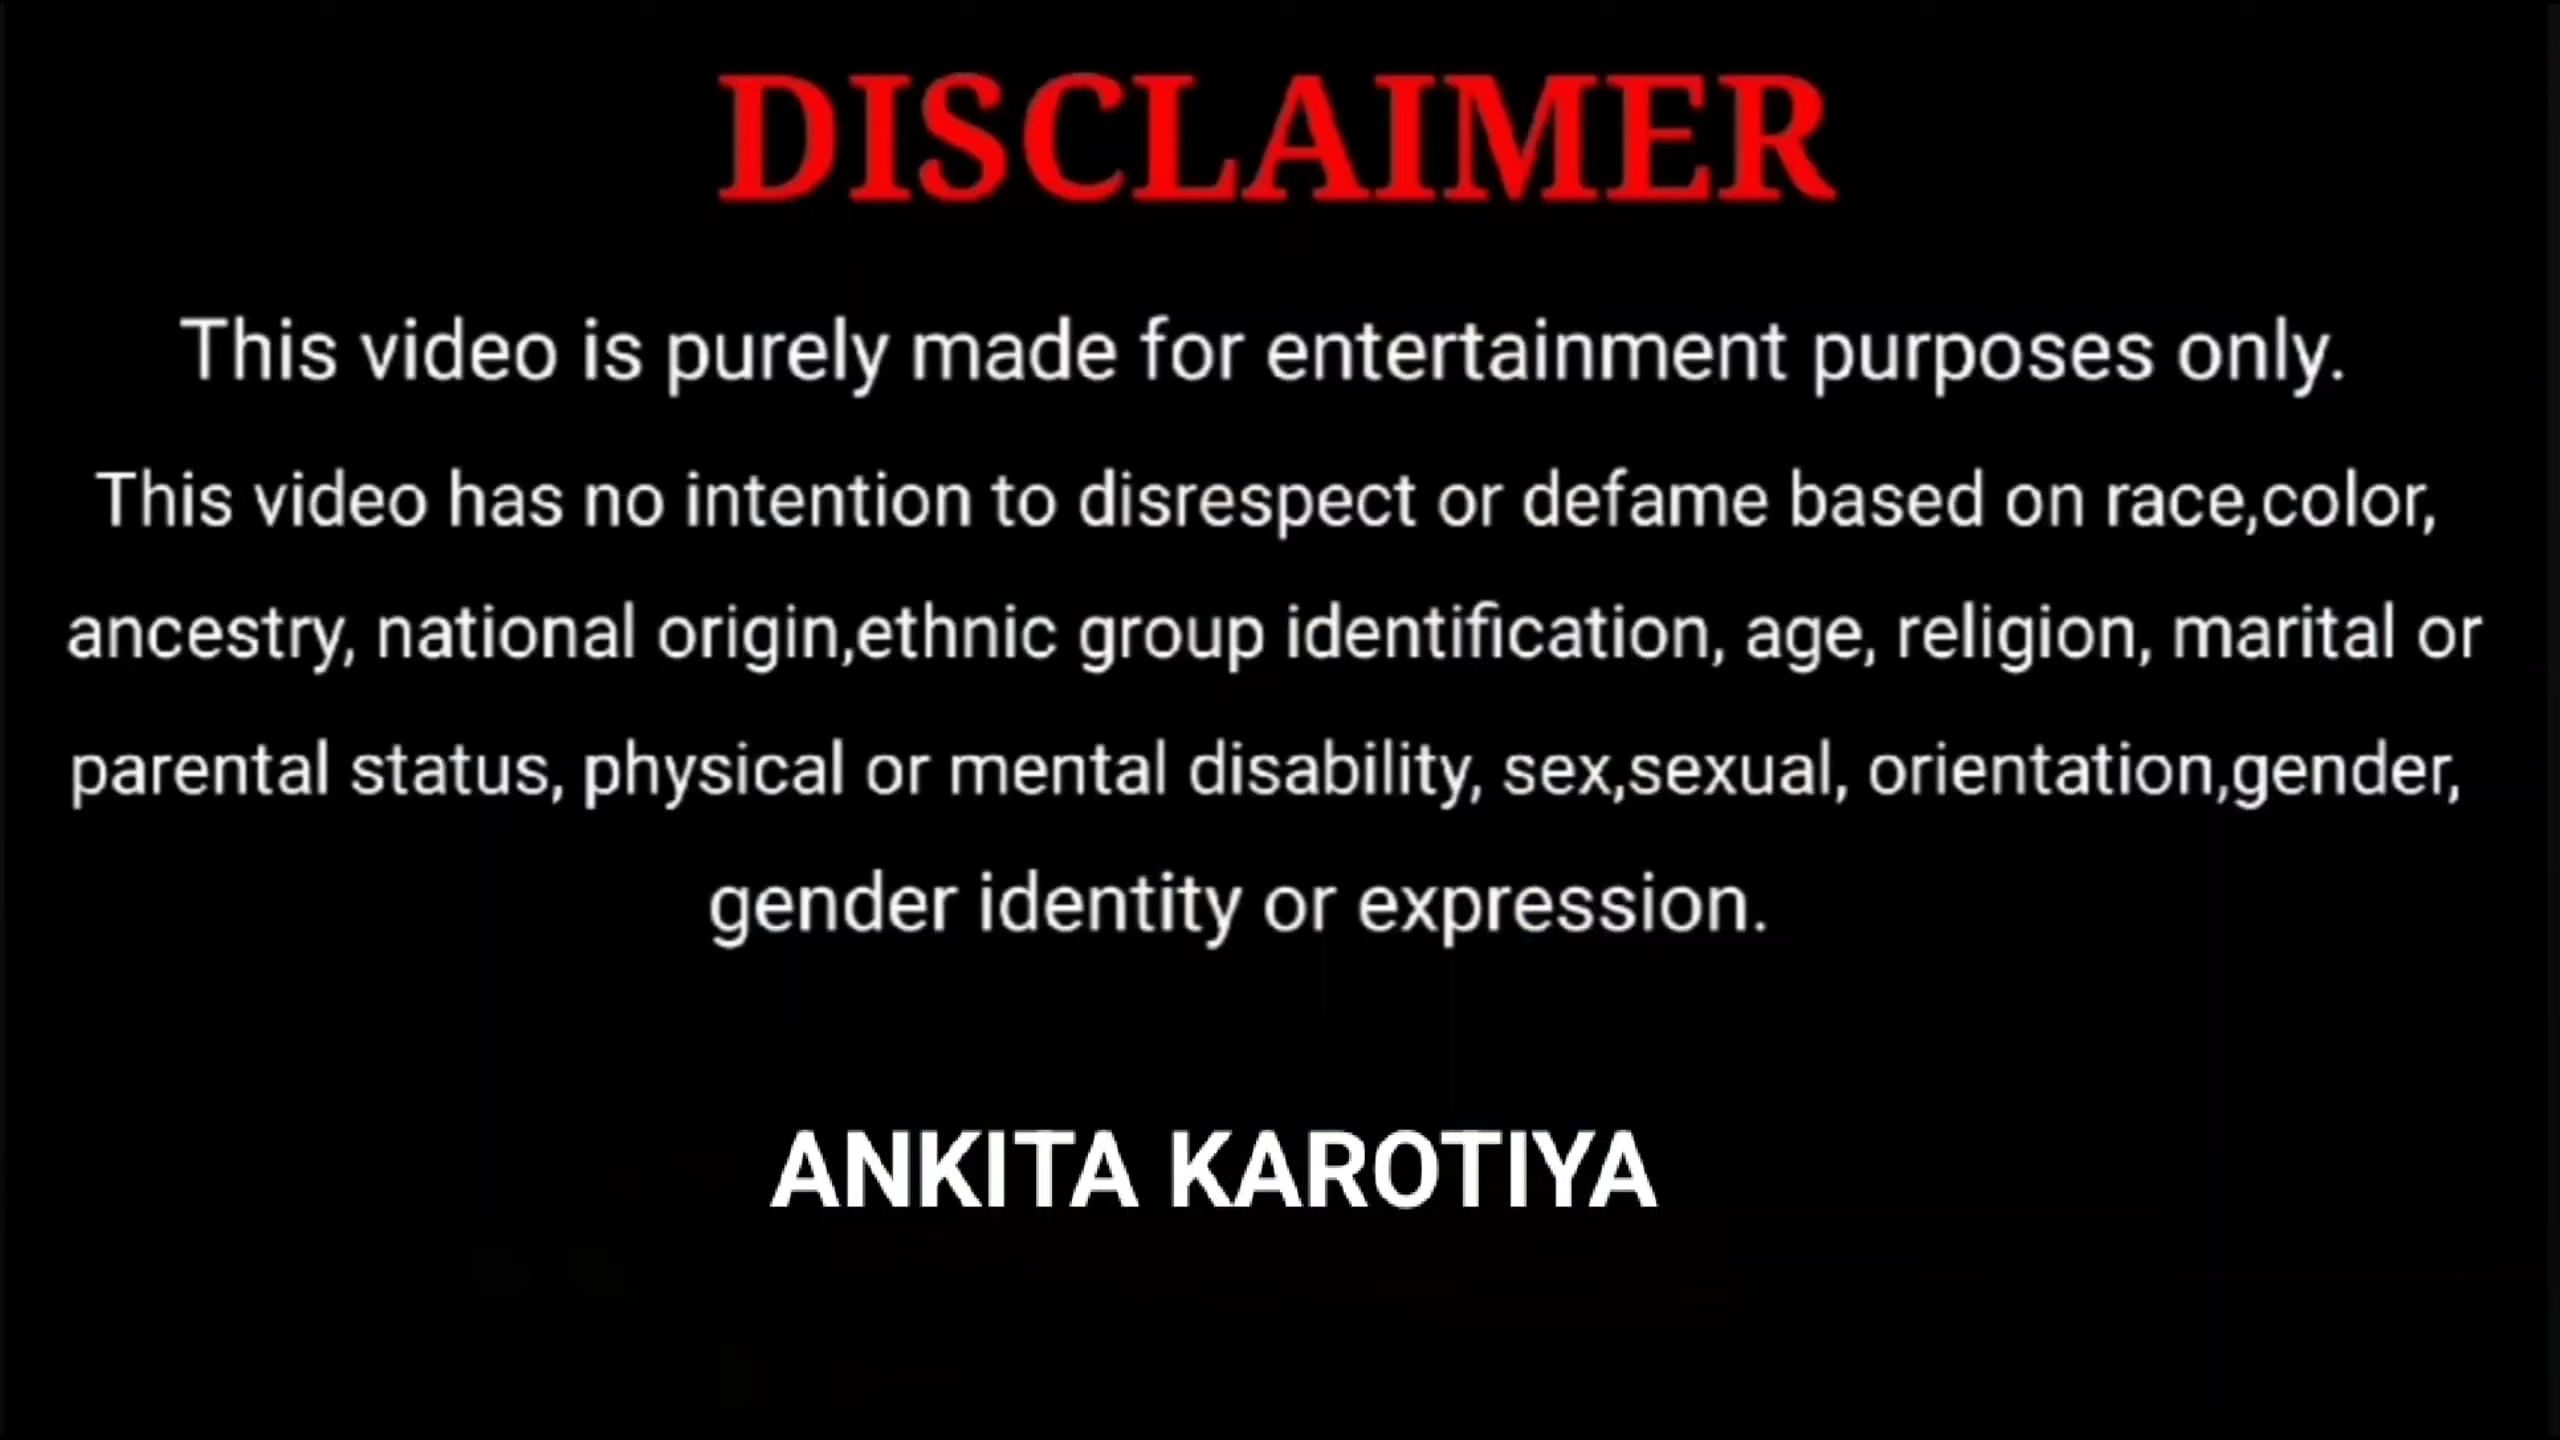 DISCLAIMER
This video is purely made for entertainment purposes only.
This video has no intention to disrespect or defame based on race,color,
ancestry, national origin,ethnic group identification, age, religion, marital or
parental status, physical or mental disability, sex,sexual, orientation,gender,
gender identity or expression.
ANKITA KAROTIYA